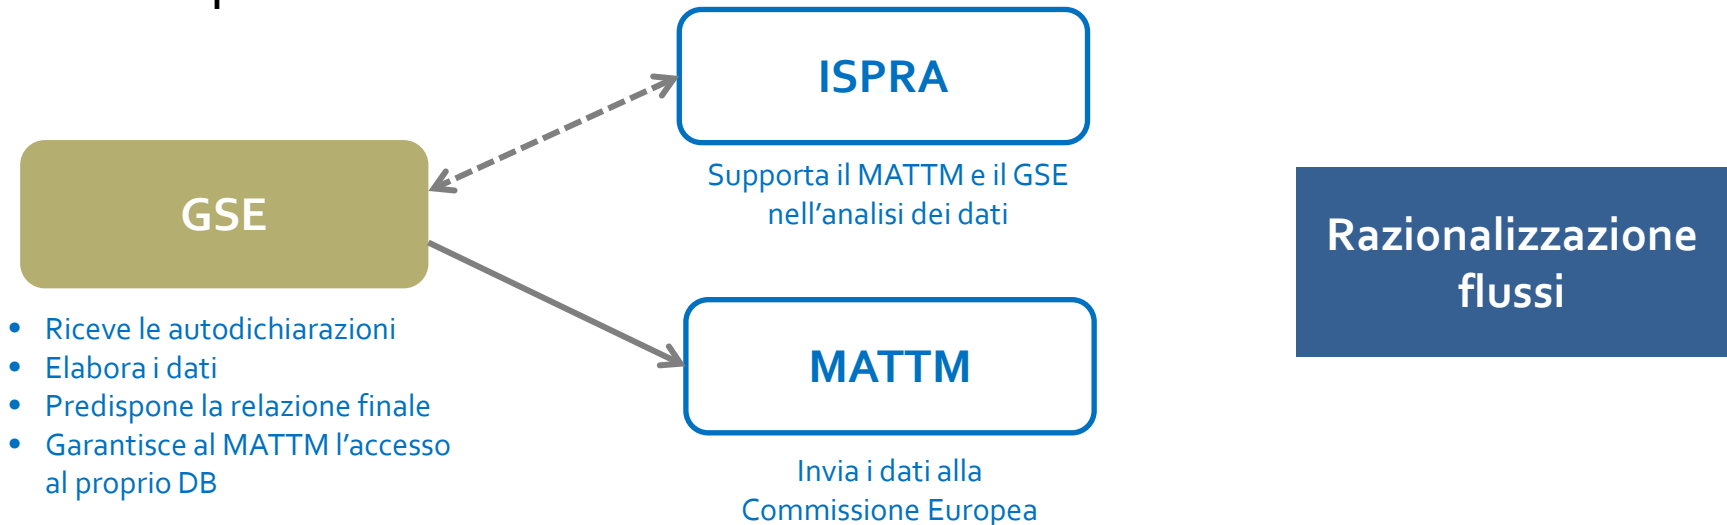 ISPRA
Supporta il MATTM e il GSE
nell'analisi dei dati
GSE
• Riceve le autodichiarazioni
• Elabora i dati
• Predispone la relazione finale
• Garantisce al MATTM l'accesso
al proprio DB
MATTM
Invia i dati alla
Commissione Europea
Razionalizzazione
flussi